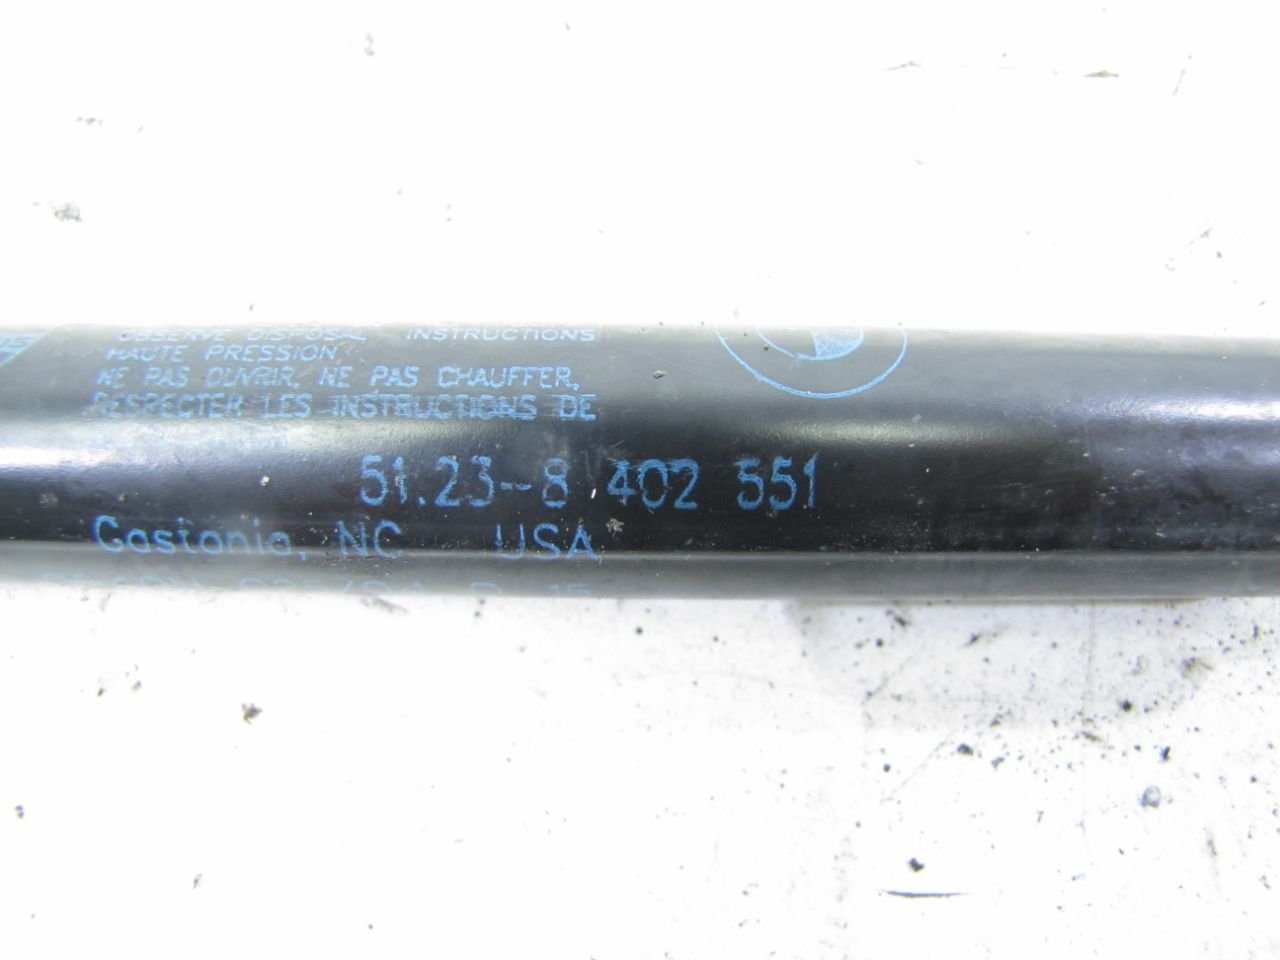 OBSERVE DISPOSAL INSTRUCTIONS
HAUTE PRESSION
NE PAS OUVRIR, NE PAS CHAUFFER,
RESPECTER LES INSTRUCTIONS DE
51.23-8 402 551
Gastonia, NC USA